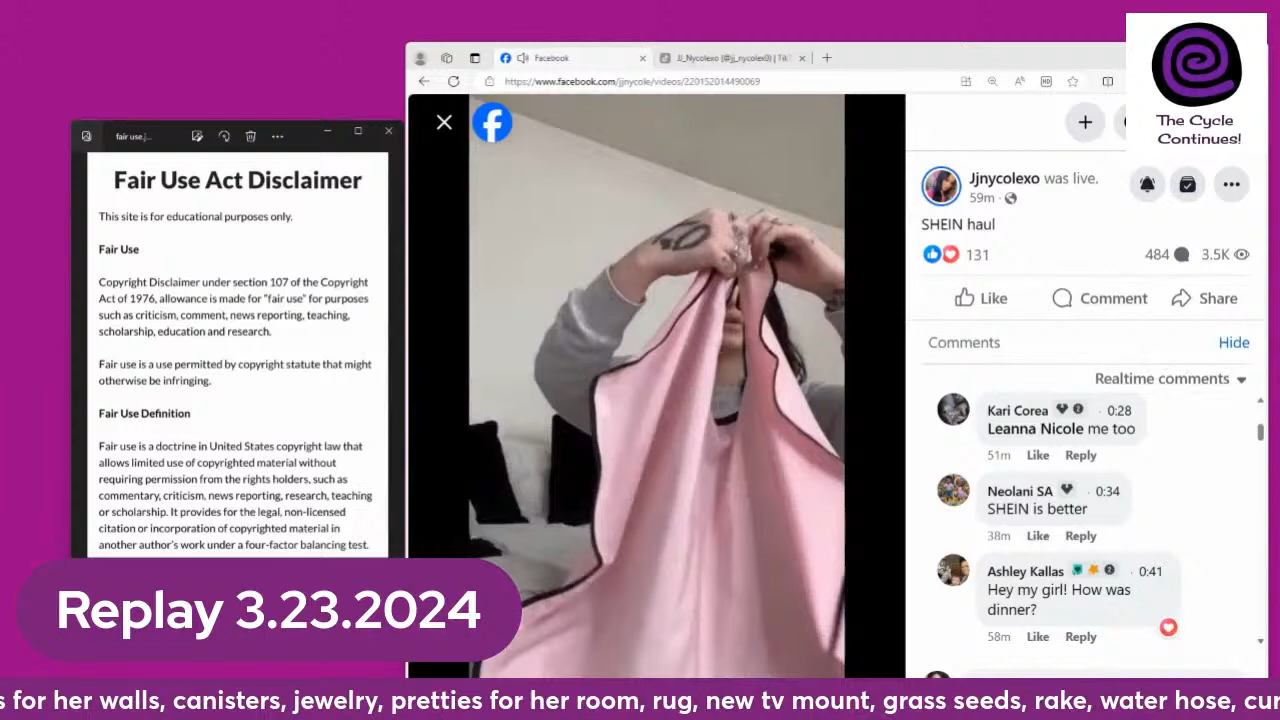 The Cycle
Continues!
Facebook
JJ_Nycolexo (@jj_nycolex0) | Tik
https://www.facebook.com/jjnycole/videos/220152014490069
fair use.j...
Fair Use Act Disclaimer
This site is for educational purposes only.
Fair Use
Copyright Disclaimer under section 107 of the Copyright
Act of 1976, allowance is made for "fair use" for purposes
such as criticism, comment, news reporting, teaching,
scholarship, education and research.
Fair use is a use permitted by copyright statute that might
otherwise be infringing.
Fair Use Definition
Fair use is a doctrine in United States copyright law that
allows limited use of copyrighted material without
requiring permission from the rights holders, such as
commentary, criticism, news reporting, research, teaching
or scholarship. It provides for the legal, non-licensed
citation or incorporation of copyrighted material in
another author's work under a four-factor balancing test.
Jjnycolexo was live.
59m
SHEIN haul
131
484
3.5K
Like
Comment
Share
Comments
Hide
Realtime comments
Kari Corea · 0:28
Leanna Nicole me too
51m Like Reply
Neolani SA · 0:34
SHEIN is better
38m Like Reply
Ashley Kallas · 0:41
Hey my girl! How was
dinner?
58m Like Reply
Replay 3.23.2024
s for her walls, canisters, jewelry, pretties for her room, rug, new tv mount, grass seeds, rake, water hose, cu